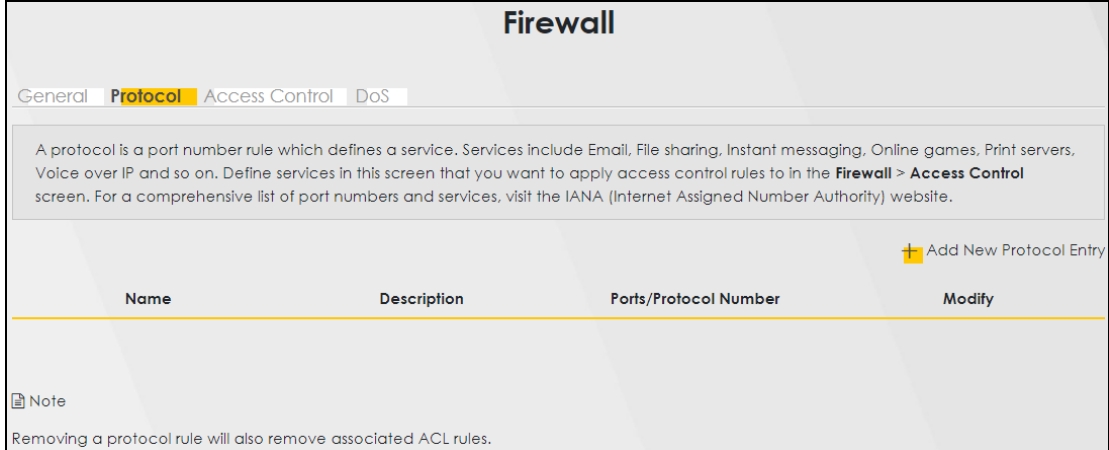 Firewall
General Protocol Access Control DoS
A protocol is a port number rule which defines a service. Services include Email, File sharing, Instant messaging, Online games, Print servers,
Voice over IP and so on. Define services in this screen that you want to apply access control rules to in the Firewall > Access Control
screen. For a comprehensive list of port numbers and services, visit the IANA (Internet Assigned Number Authority) website.
+ Add New Protocol Entry
Name Description Ports/Protocol Number Modify
Note
Removing a protocol rule will also remove associated ACL rules.